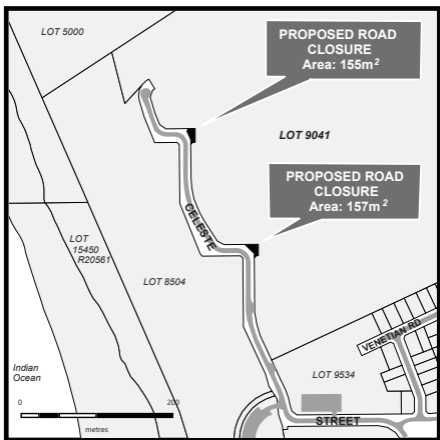 LOT 5000
PROPOSED ROAD
CLOSURE
Area: 155m²
LOT 9041
PROPOSED ROAD
CLOSURE
Area: 157m²
CELESTE
LOT
15450
R20561
LOT 8504
VENETIAN RD
Indian
Ocean
LOT 9534
0
200
metres
STREET